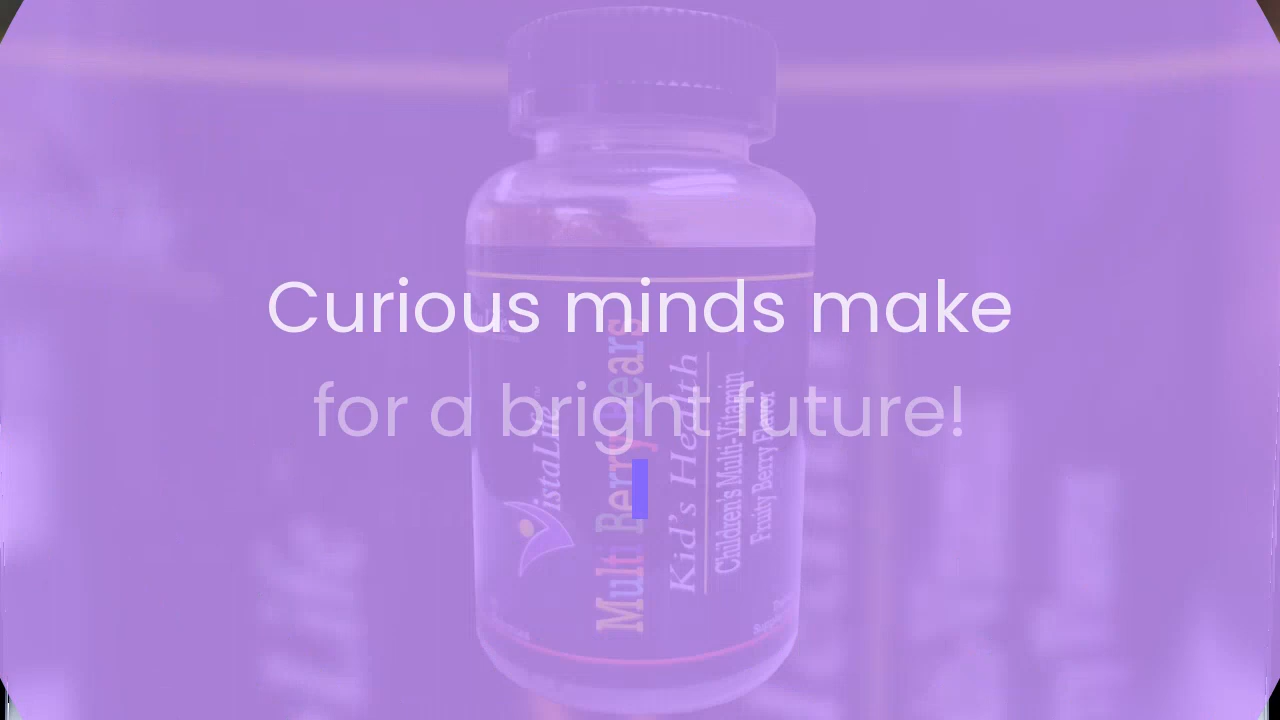 Curious minds make
for a bright future!
VistaLife
Multi Berry Bears
Kid's Health
Children's Multi-Vitamin
Fruity Berry Flavor